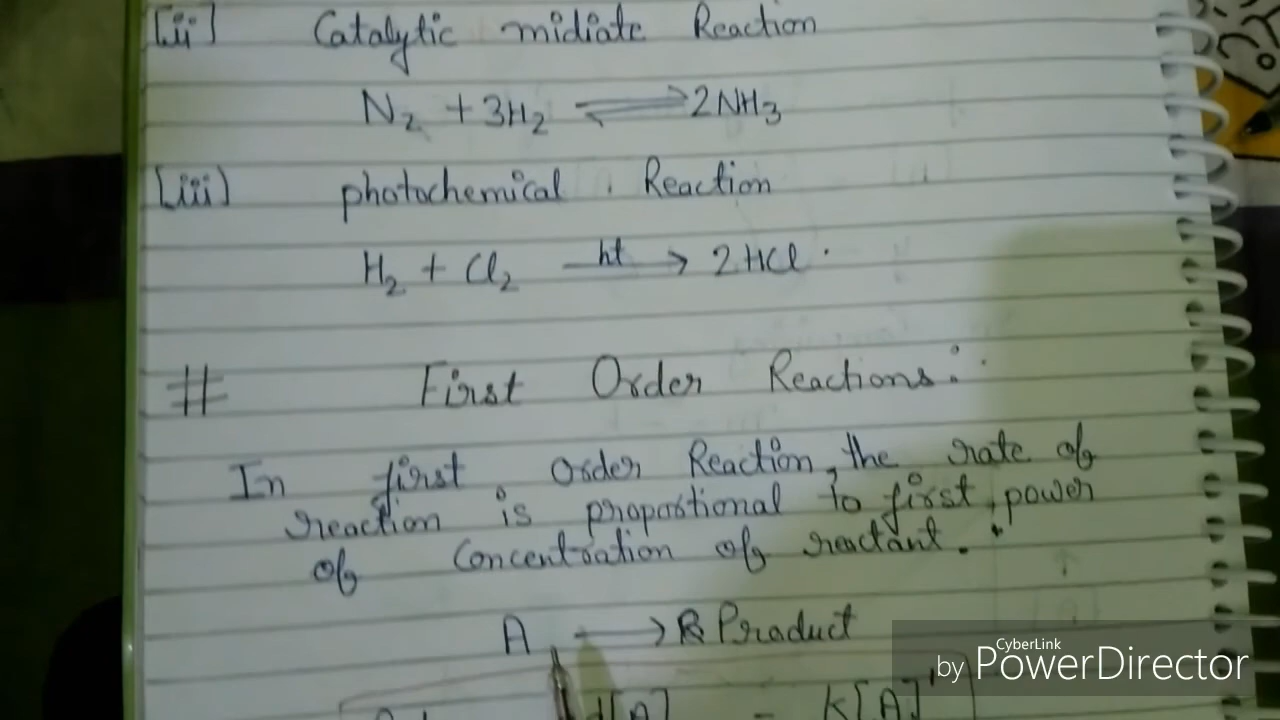 [ii] Catalytic midiate Reaction
N2 + 3H2 ⇌ 2NH3
[iii] photochemical Reaction
H2 + Cl2 —ht→ 2HCl.
# First Order Reactions:
In first Order Reaction, the rate of
reaction is proportional to first power
of concentration of reactant.
A → Product
d[A] = K[A]1
CyberLink
by PowerDirector